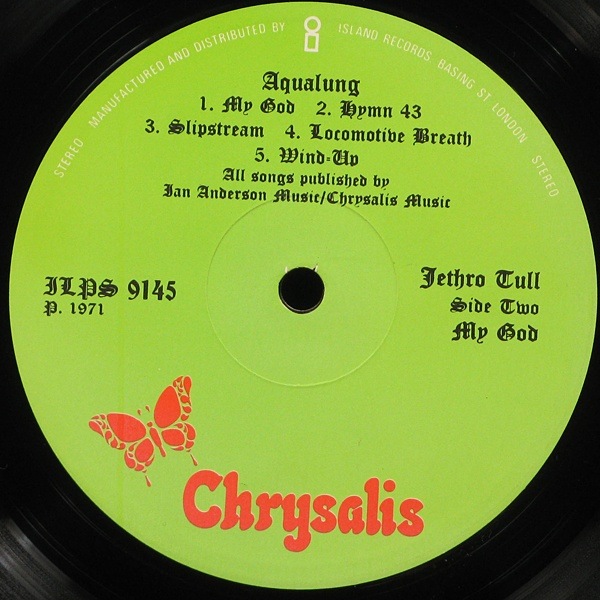 STEREO MANUFACTURED AND DISTRIBUTED BY ISLAND RECORDS, BASING ST. LONDON STEREO
Aqualung
1. My God 2. Hymn 43
3. Slipstream 4. Locomotive Breath
5. Wind-Up
All songs published by
Ian Anderson Music/Chrysalis Music
ILPS 9145
P. 1971
Jethro Tull
Side Two
My God
Chrysalis